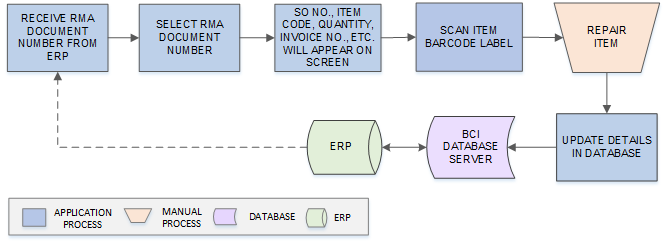 RECEIVE RMA
DOCUMENT
NUMBER FROM
ERP
SELECT RMA
DOCUMENT
NUMBER
SO NO., ITEM
CODE, QUANTITY,
INVOICE NO., ETC.
WILL APPEAR ON
SCREEN
SCAN ITEM
BARCODE LABEL
REPAIR
ITEM
ERP
BCI
DATABASE
SERVER
UPDATE DETAILS
IN DATABASE
APPLICATION
PROCESS
MANUAL
PROCESS
DATABASE
ERP